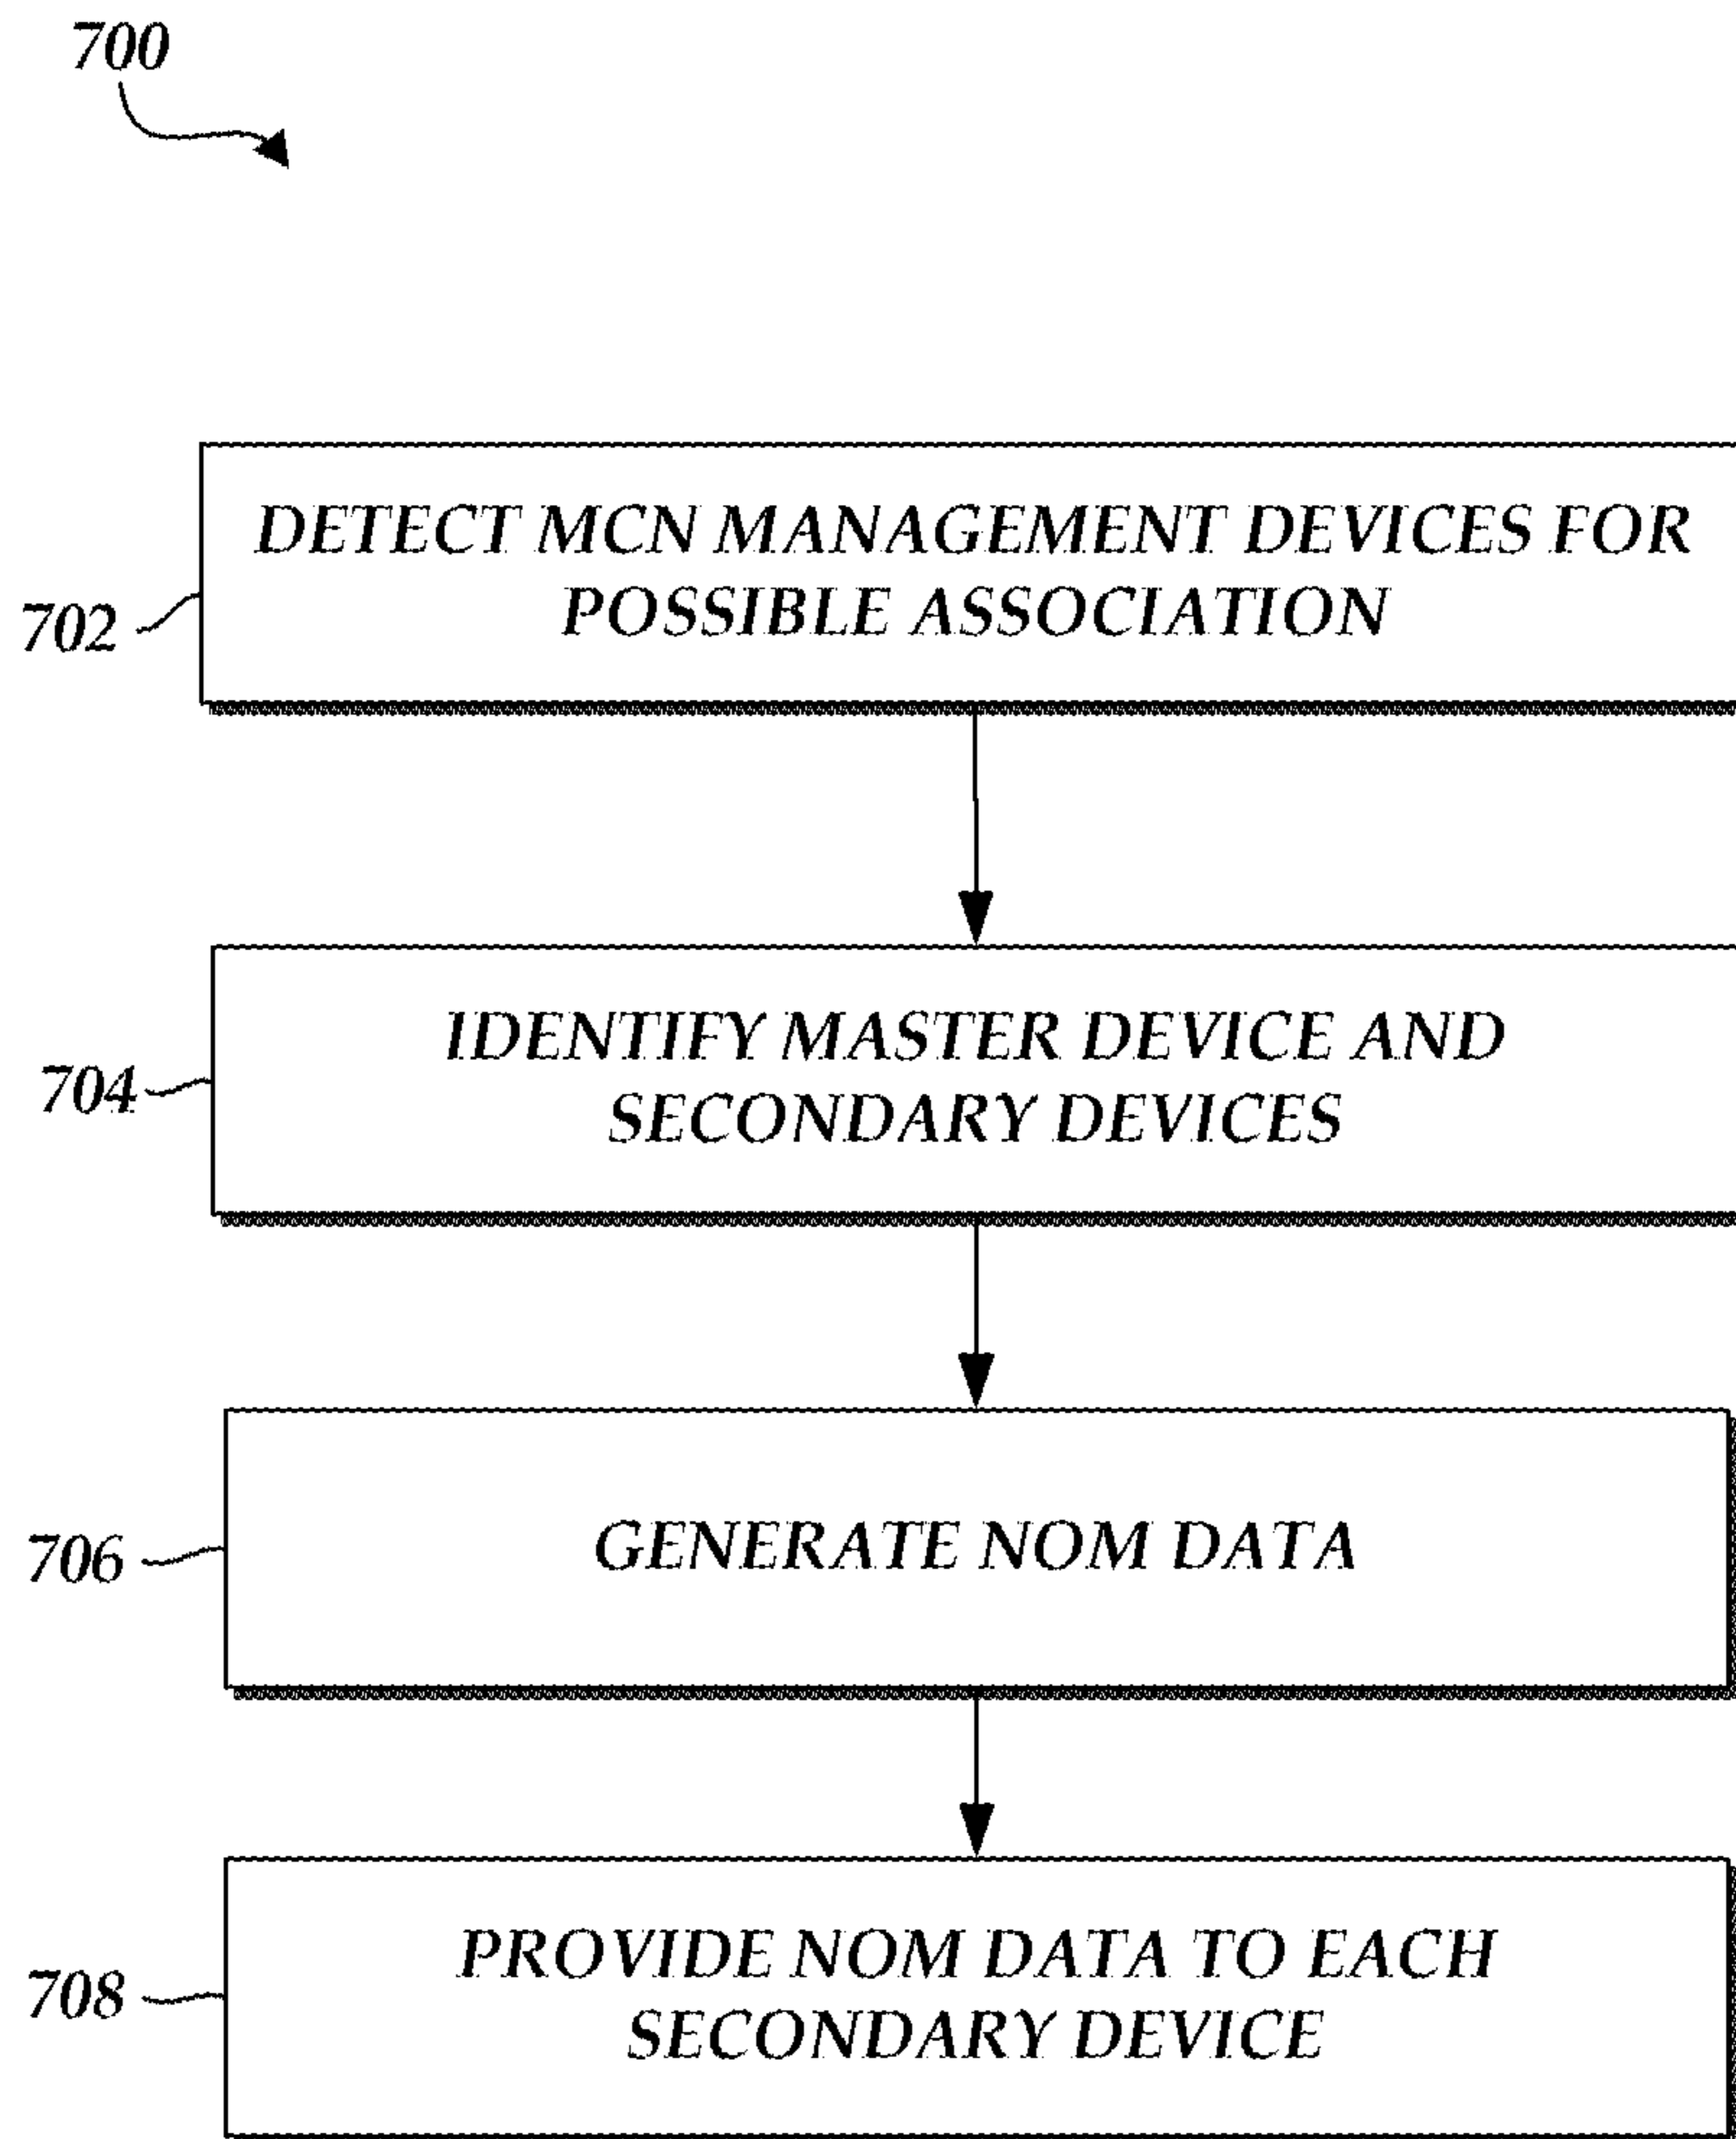 700
DETECT MCN MANAGEMENT DEVICES FOR
POSSIBLE ASSOCIATION
702
IDENTIFY MASTER DEVICE AND
SECONDARY DEVICES
704
GENERATE NOM DATA
706
PROVIDE NOM DATA TO EACH
SECONDARY DEVICE
708